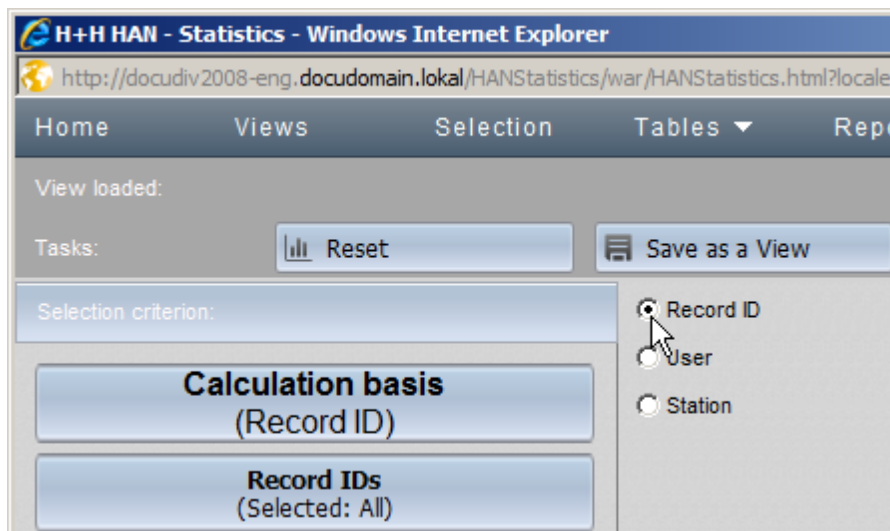 H+H HAN - Statistics - Windows Internet Explorer
http://docudiv2008-eng.docudomain.lokal/HANStatistics/war/HANStatistics.html?locale
Home Views Selection Tables Repo
View loaded:
Tasks: Reset Save as a View
Selection criterion:
Record ID
User
Station
Calculation basis
(Record ID)
Record IDs
(Selected: All)